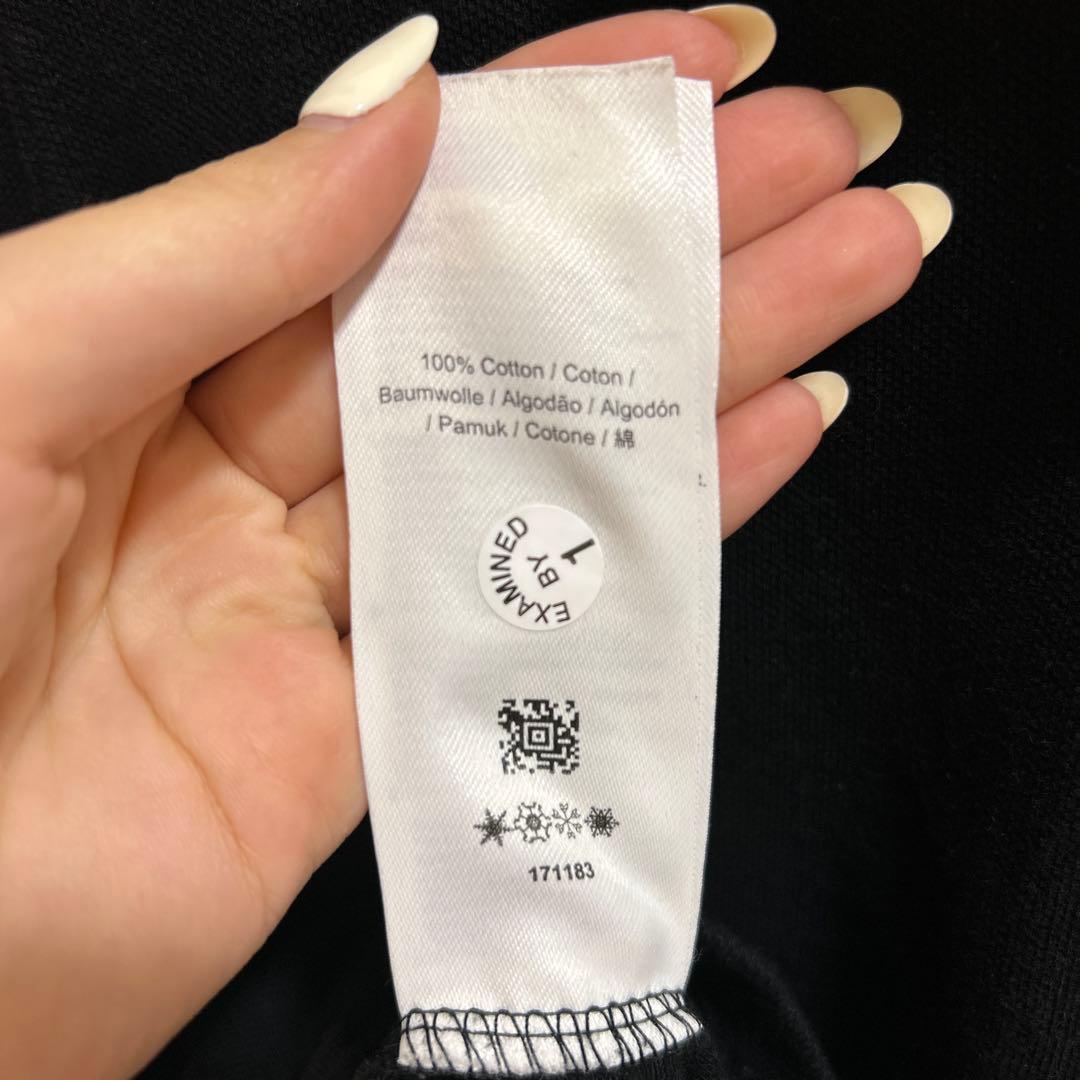 100% Cotton / Coton /
Baumwolle / Algodão / Algodón
/ Pamuk / Cotone / 綿
EXAMINED
BY
1
171183